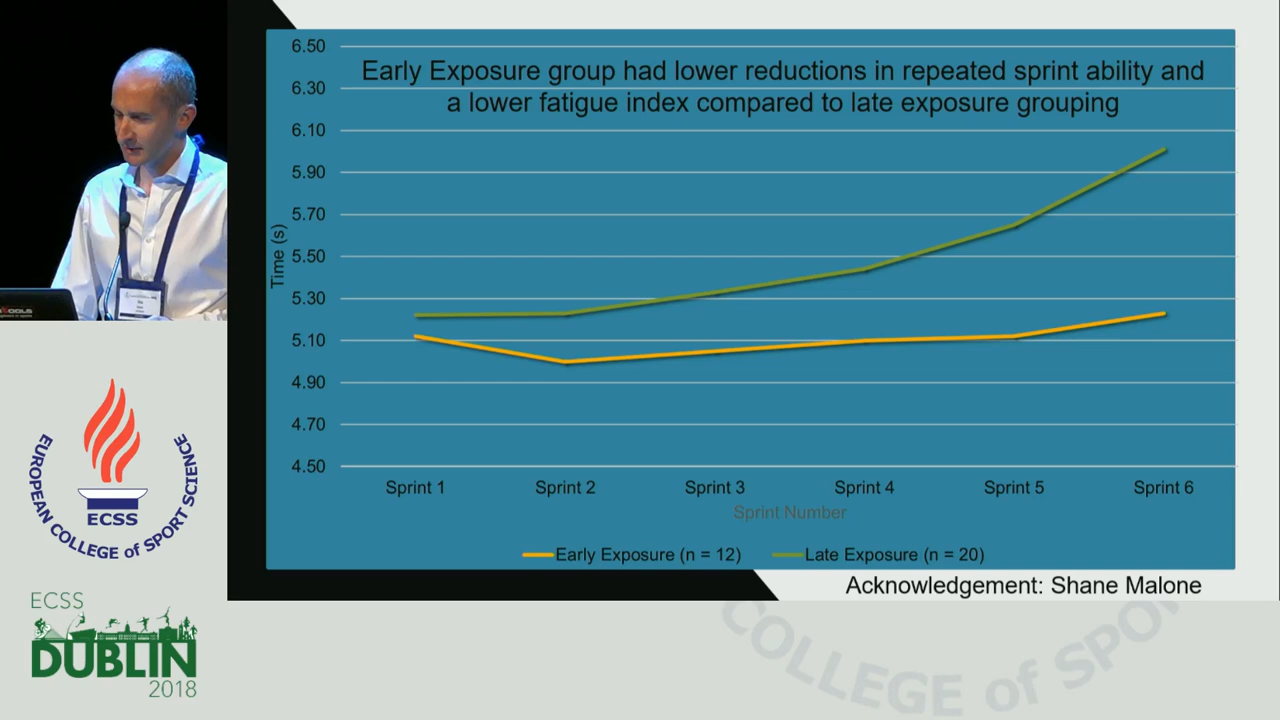 6.50
Early Exposure group had lower reductions in repeated sprint ability and
6.30
a lower fatigue index compared to late exposure grouping
6.10
5.90
5.70
5.50
5.30
5.10
4.90
4.70
4.50
Time (s)
Sprint 1 Sprint 2 Sprint 3 Sprint 4 Sprint 5 Sprint 6
Sprint Number
Early Exposure (n = 12) Late Exposure (n = 20)
Acknowledgement: Shane Malone
EUROPEAN COLLEGE of SPORT SCIENCE
ECSS
ECSS
DUBLIN
2018
COLLEGE of SPO